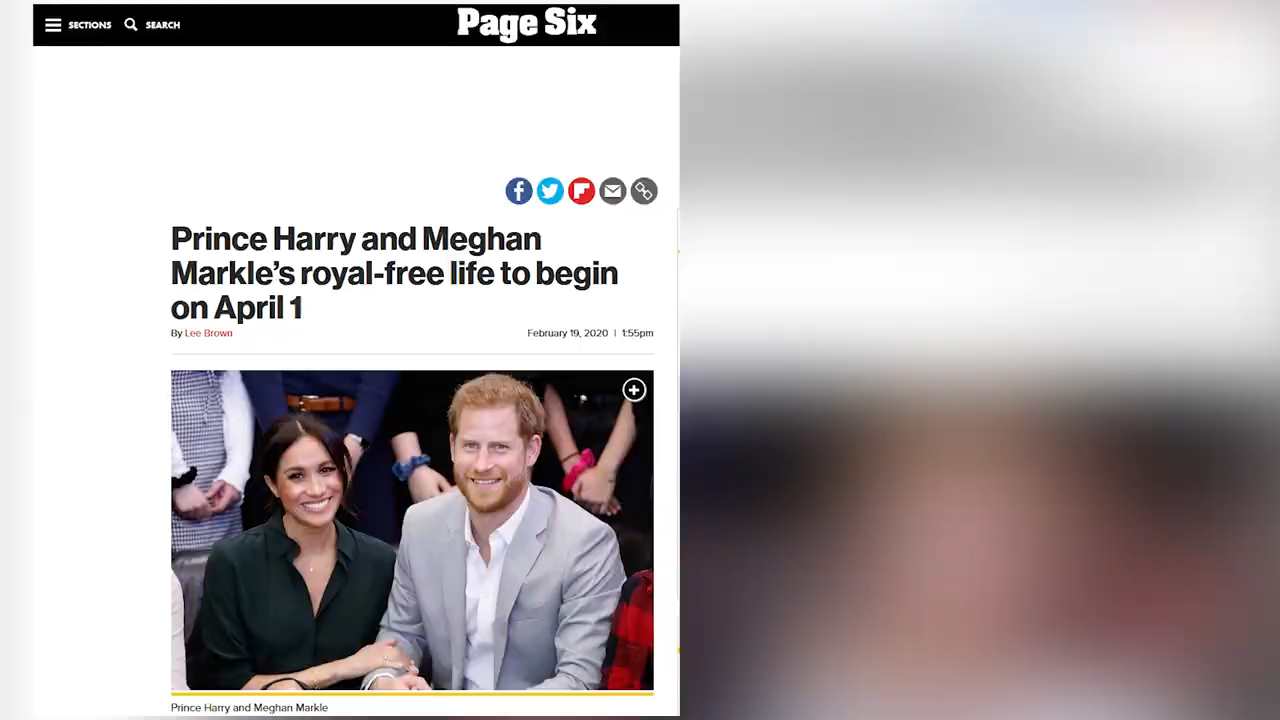 SECTIONS SEARCH Page Six
Prince Harry and Meghan
Markle’s royal-free life to begin
on April 1
By Lee Brown February 19, 2020 | 1:55pm
Prince Harry and Meghan Markle